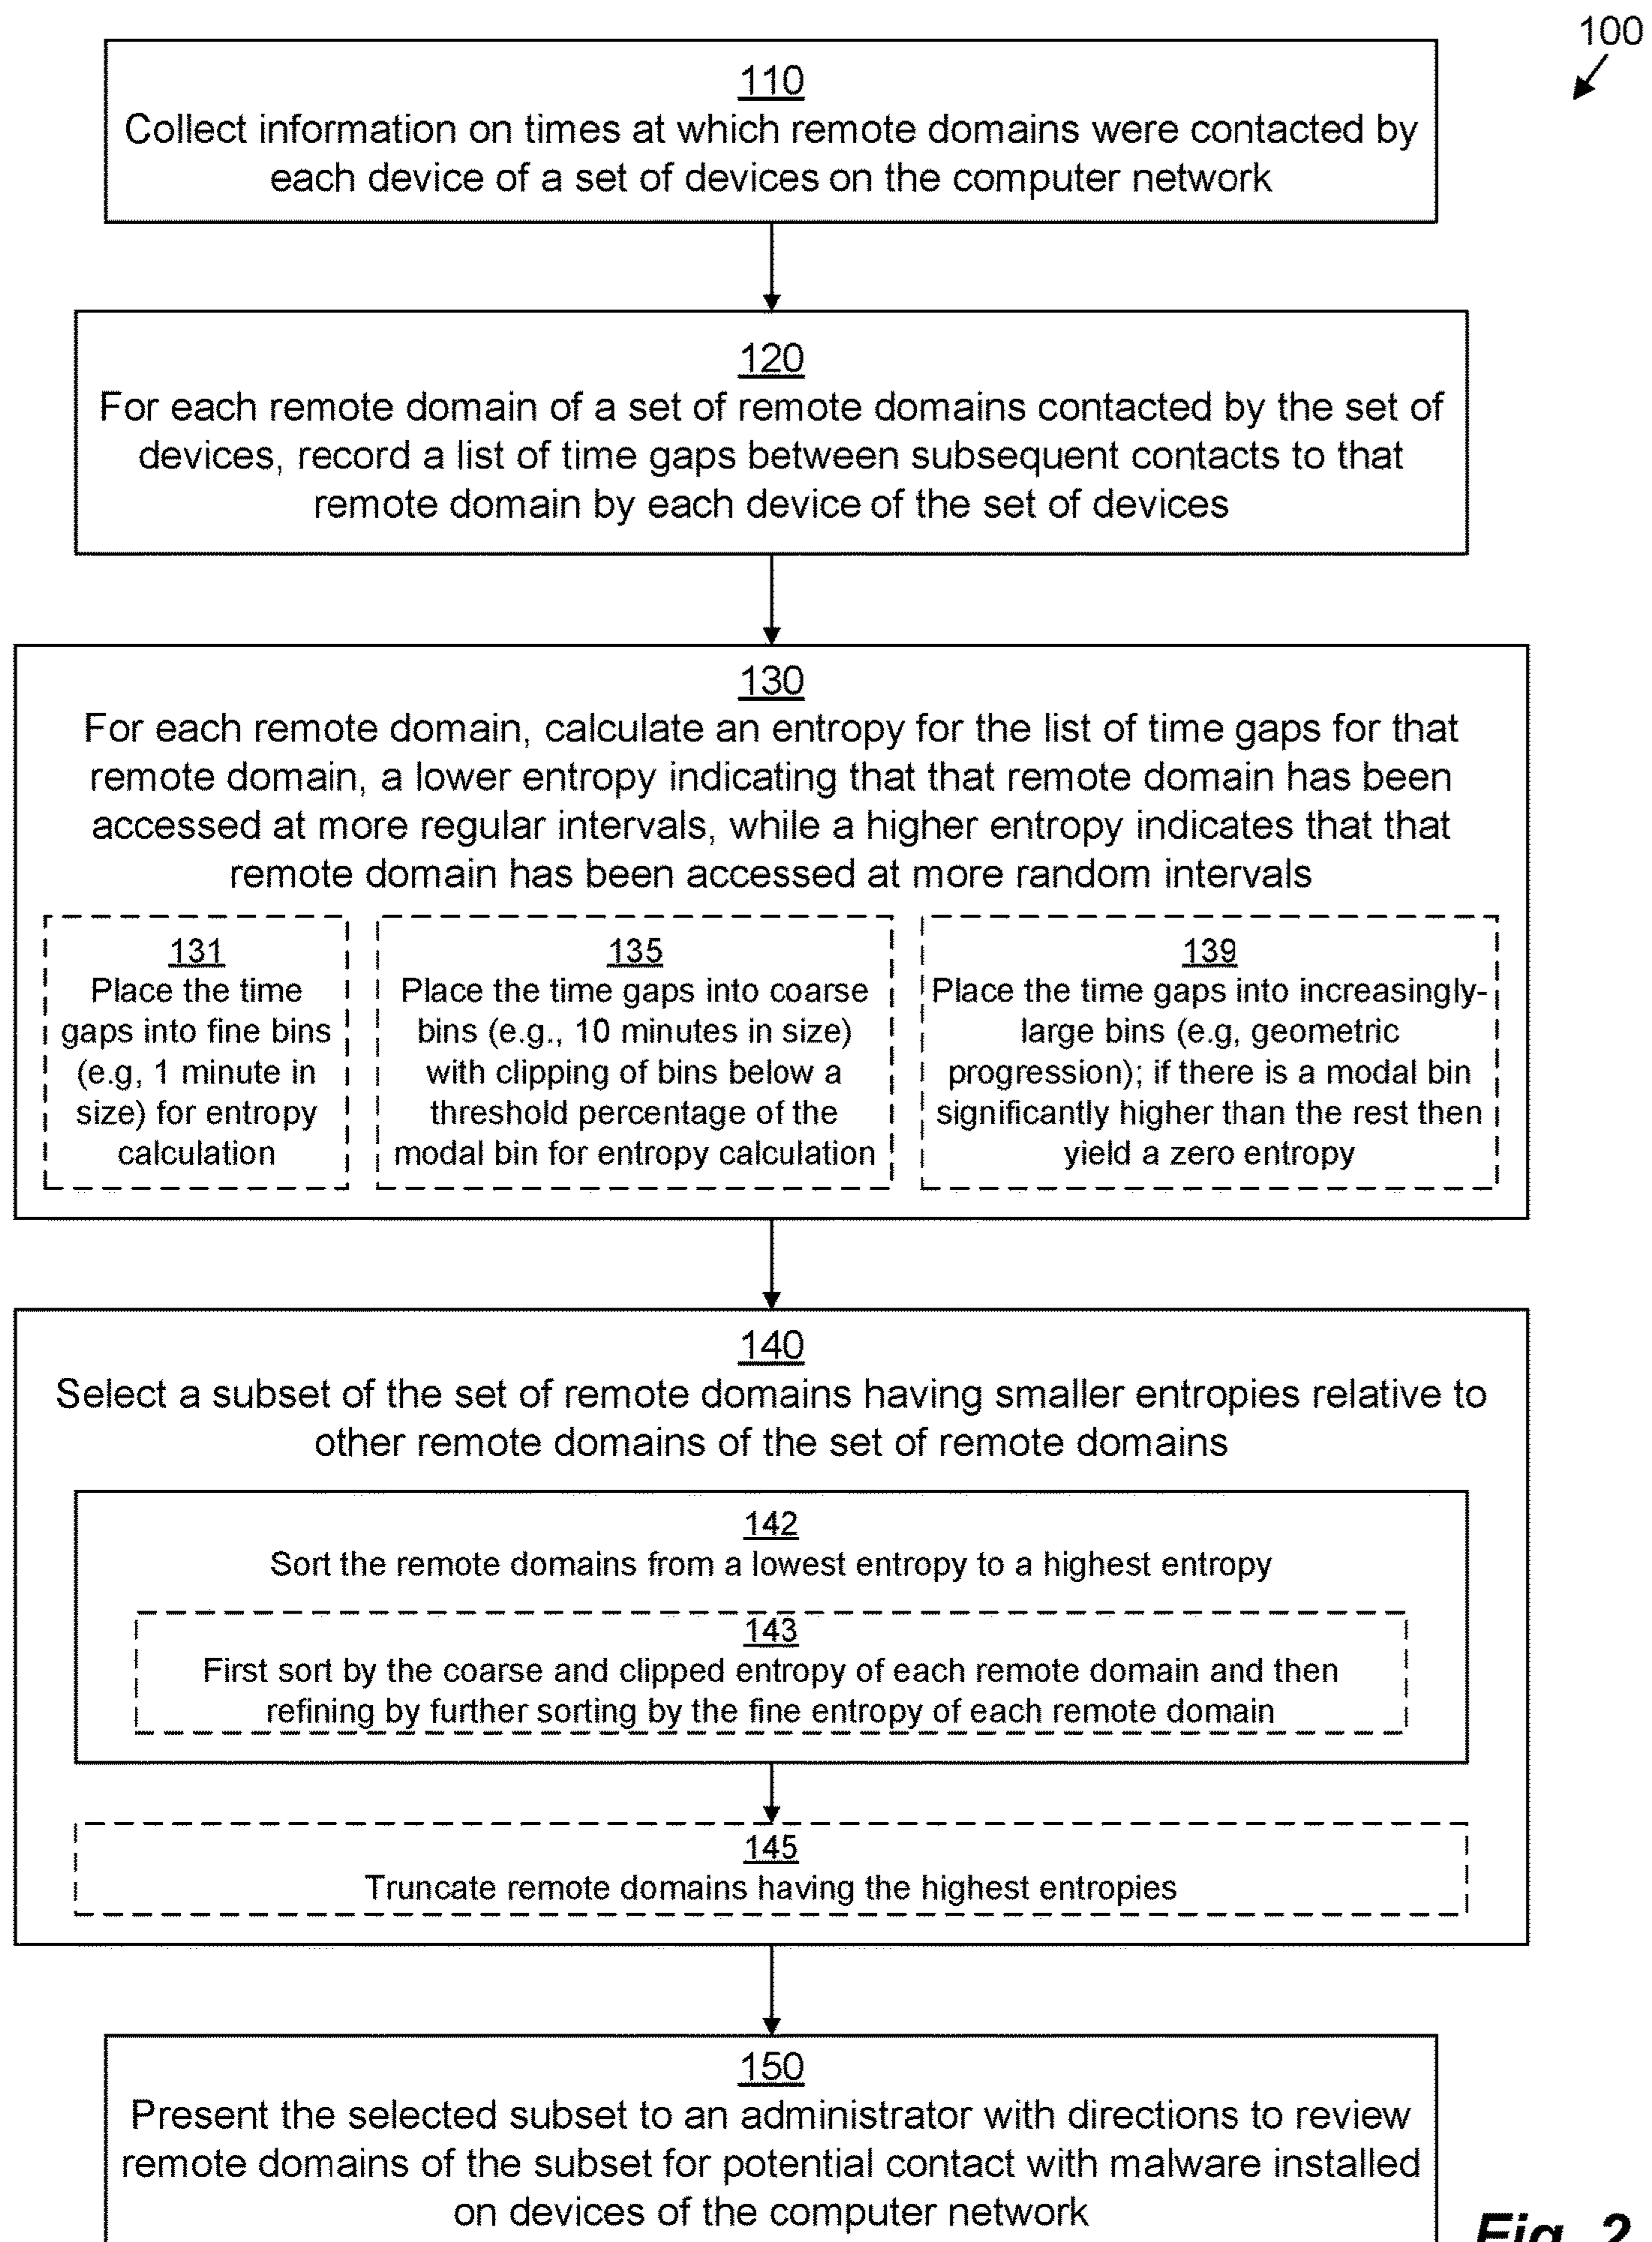 100
110
Collect information on times at which remote domains were contacted by
each device of a set of devices on the computer network
120
For each remote domain of a set of remote domains contacted by the set of
devices, record a list of time gaps between subsequent contacts to that
remote domain by each device of the set of devices
130
For each remote domain, calculate an entropy for the list of time gaps for that
remote domain, a lower entropy indicating that that remote domain has been
accessed at more regular intervals, while a higher entropy indicates that that
remote domain has been accessed at more random intervals
131
Place the time
gaps into fine bins
(e.g, 1 minute in
size) for entropy
calculation
135
Place the time gaps into coarse
bins (e.g., 10 minutes in size)
with clipping of bins below a
threshold percentage of the
modal bin for entropy calculation
139
Place the time gaps into increasingly-
large bins (e.g, geometric
progression); if there is a modal bin
significantly higher than the rest then
yield a zero entropy
140
Select a subset of the set of remote domains having smaller entropies relative to
other remote domains of the set of remote domains
142
Sort the remote domains from a lowest entropy to a highest entropy
143
First sort by the coarse and clipped entropy of each remote domain and then
refining by further sorting by the fine entropy of each remote domain
145
Truncate remote domains having the highest entropies
150
Present the selected subset to an administrator with directions to review
remote domains of the subset for potential contact with malware installed
on devices of the computer network
Fig. 2